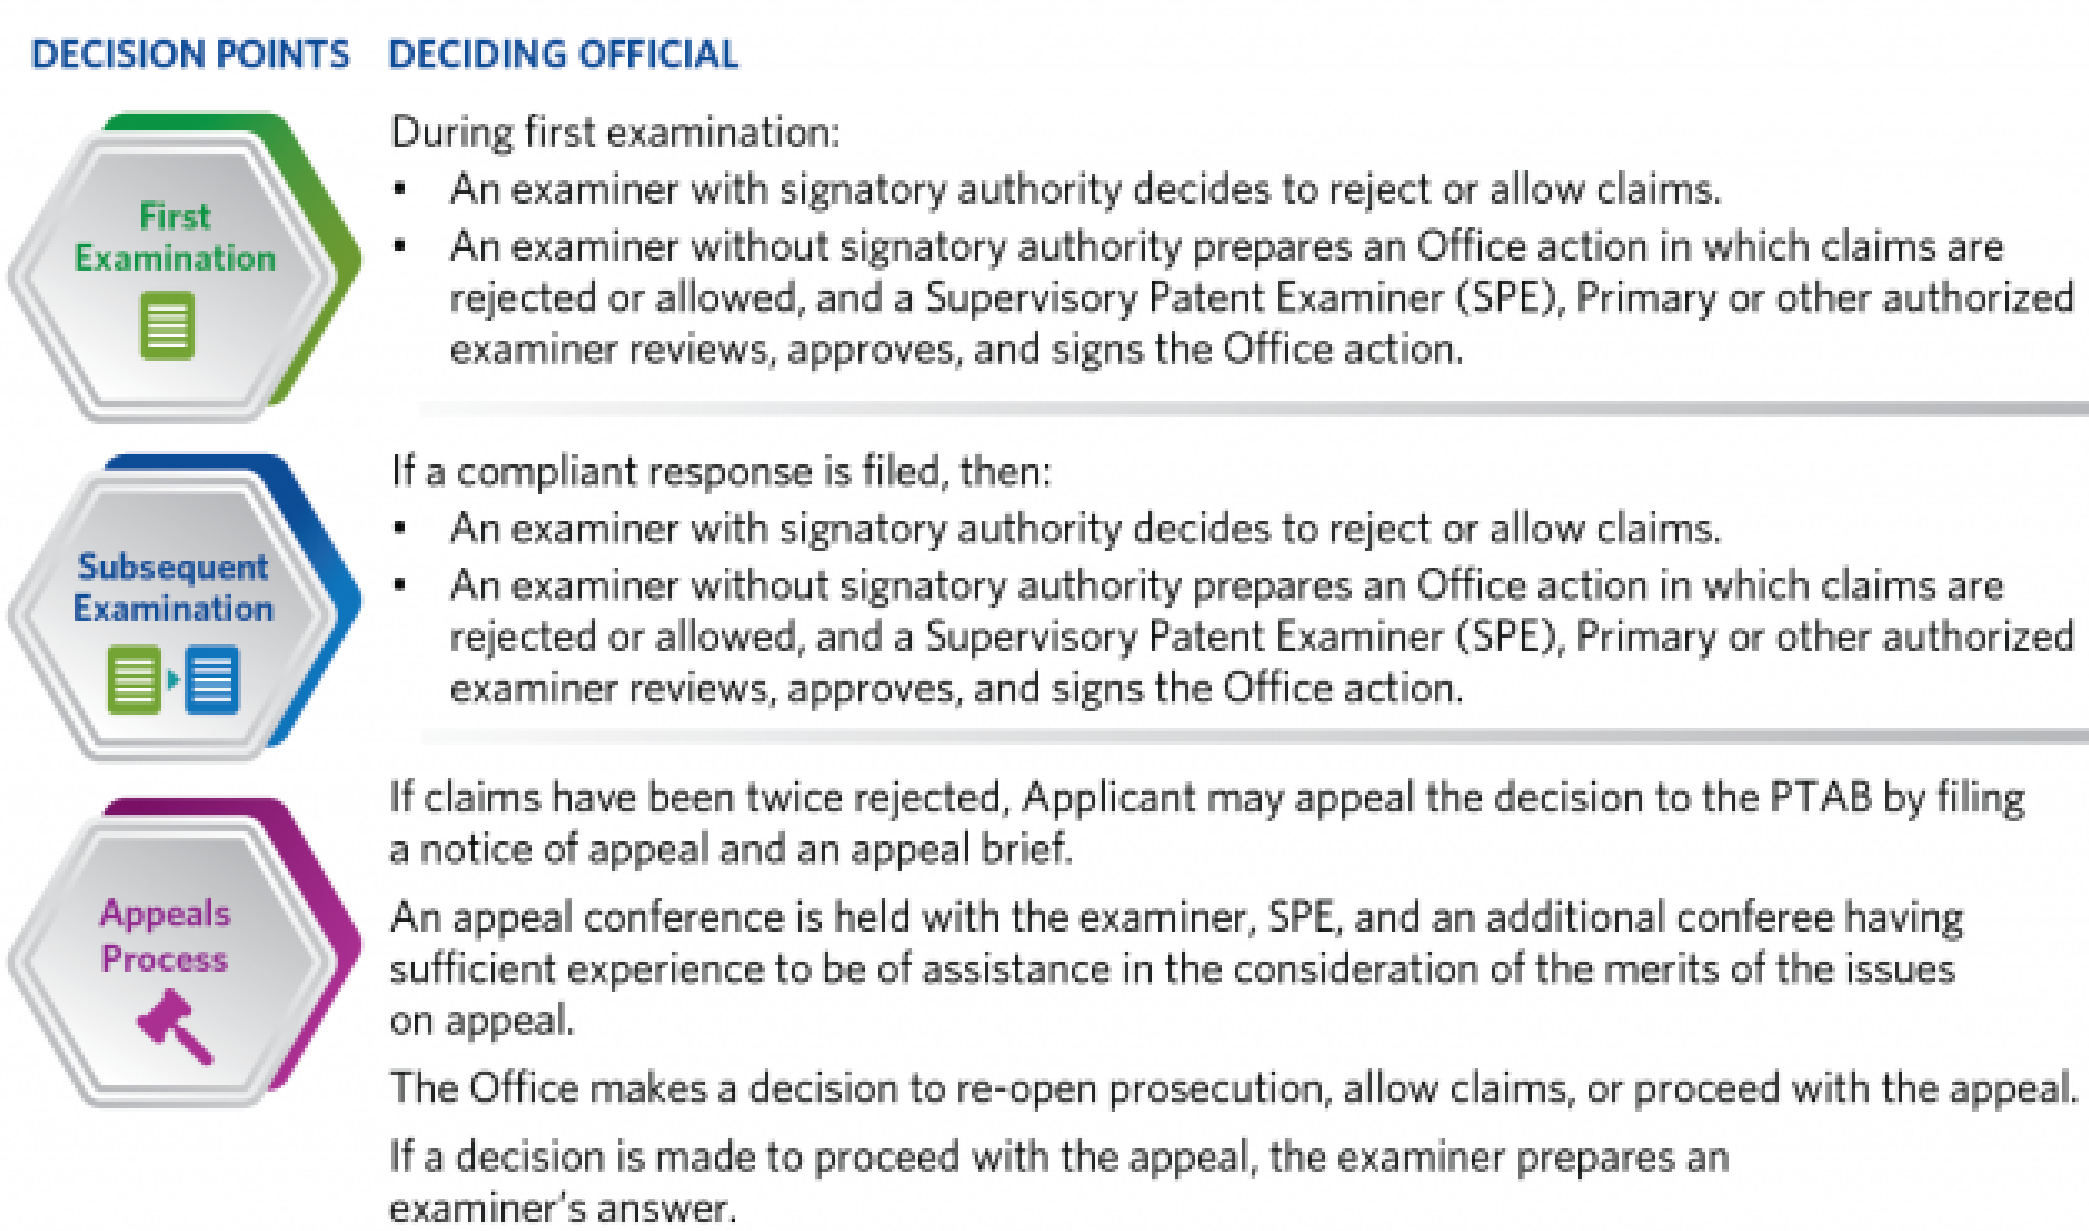 DECISION POINTS DECIDING OFFICIAL
First
Examination
During first examination:
• An examiner with signatory authority decides to reject or allow claims.
• An examiner without signatory authority prepares an Office action in which claims are
rejected or allowed, and a Supervisory Patent Examiner (SPE), Primary or other authorized
examiner reviews, approves, and signs the Office action.
Subsequent
Examination
If a compliant response is filed, then:
• An examiner with signatory authority decides to reject or allow claims.
• An examiner without signatory authority prepares an Office action in which claims are
rejected or allowed, and a Supervisory Patent Examiner (SPE), Primary or other authorized
examiner reviews, approves, and signs the Office action.
Appeals
Process
If claims have been twice rejected, Applicant may appeal the decision to the PTAB by filing
a notice of appeal and an appeal brief.
An appeal conference is held with the examiner, SPE, and an additional conferee having
sufficient experience to be of assistance in the consideration of the merits of the issues
on appeal.
The Office makes a decision to re-open prosecution, allow claims, or proceed with the appeal.
If a decision is made to proceed with the appeal, the examiner prepares an
examiner's answer.